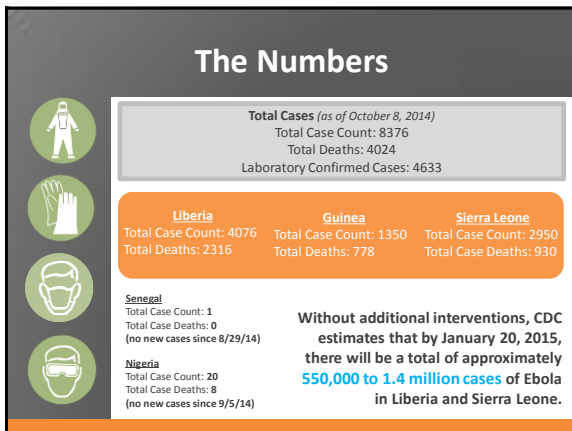 The Numbers
Total Cases (as of October 8, 2014)
Total Case Count: 8376
Total Deaths: 4024
Laboratory Confirmed Cases: 4633
Liberia
Total Case Count: 4076
Total Deaths: 2316
Guinea
Total Case Count: 1350
Total Deaths: 778
Sierra Leone
Total Case Count: 2950
Total Case Deaths: 930
Senegal
Total Case Count: 1
Total Case Deaths: 0
(no new cases since 8/29/14)
Nigeria
Total Case Count: 20
Total Case Deaths: 8
(no new cases since 9/5/14)
Without additional interventions, CDC
estimates that by January 20, 2015,
there will be a total of approximately
550,000 to 1.4 million cases of Ebola
in Liberia and Sierra Leone.